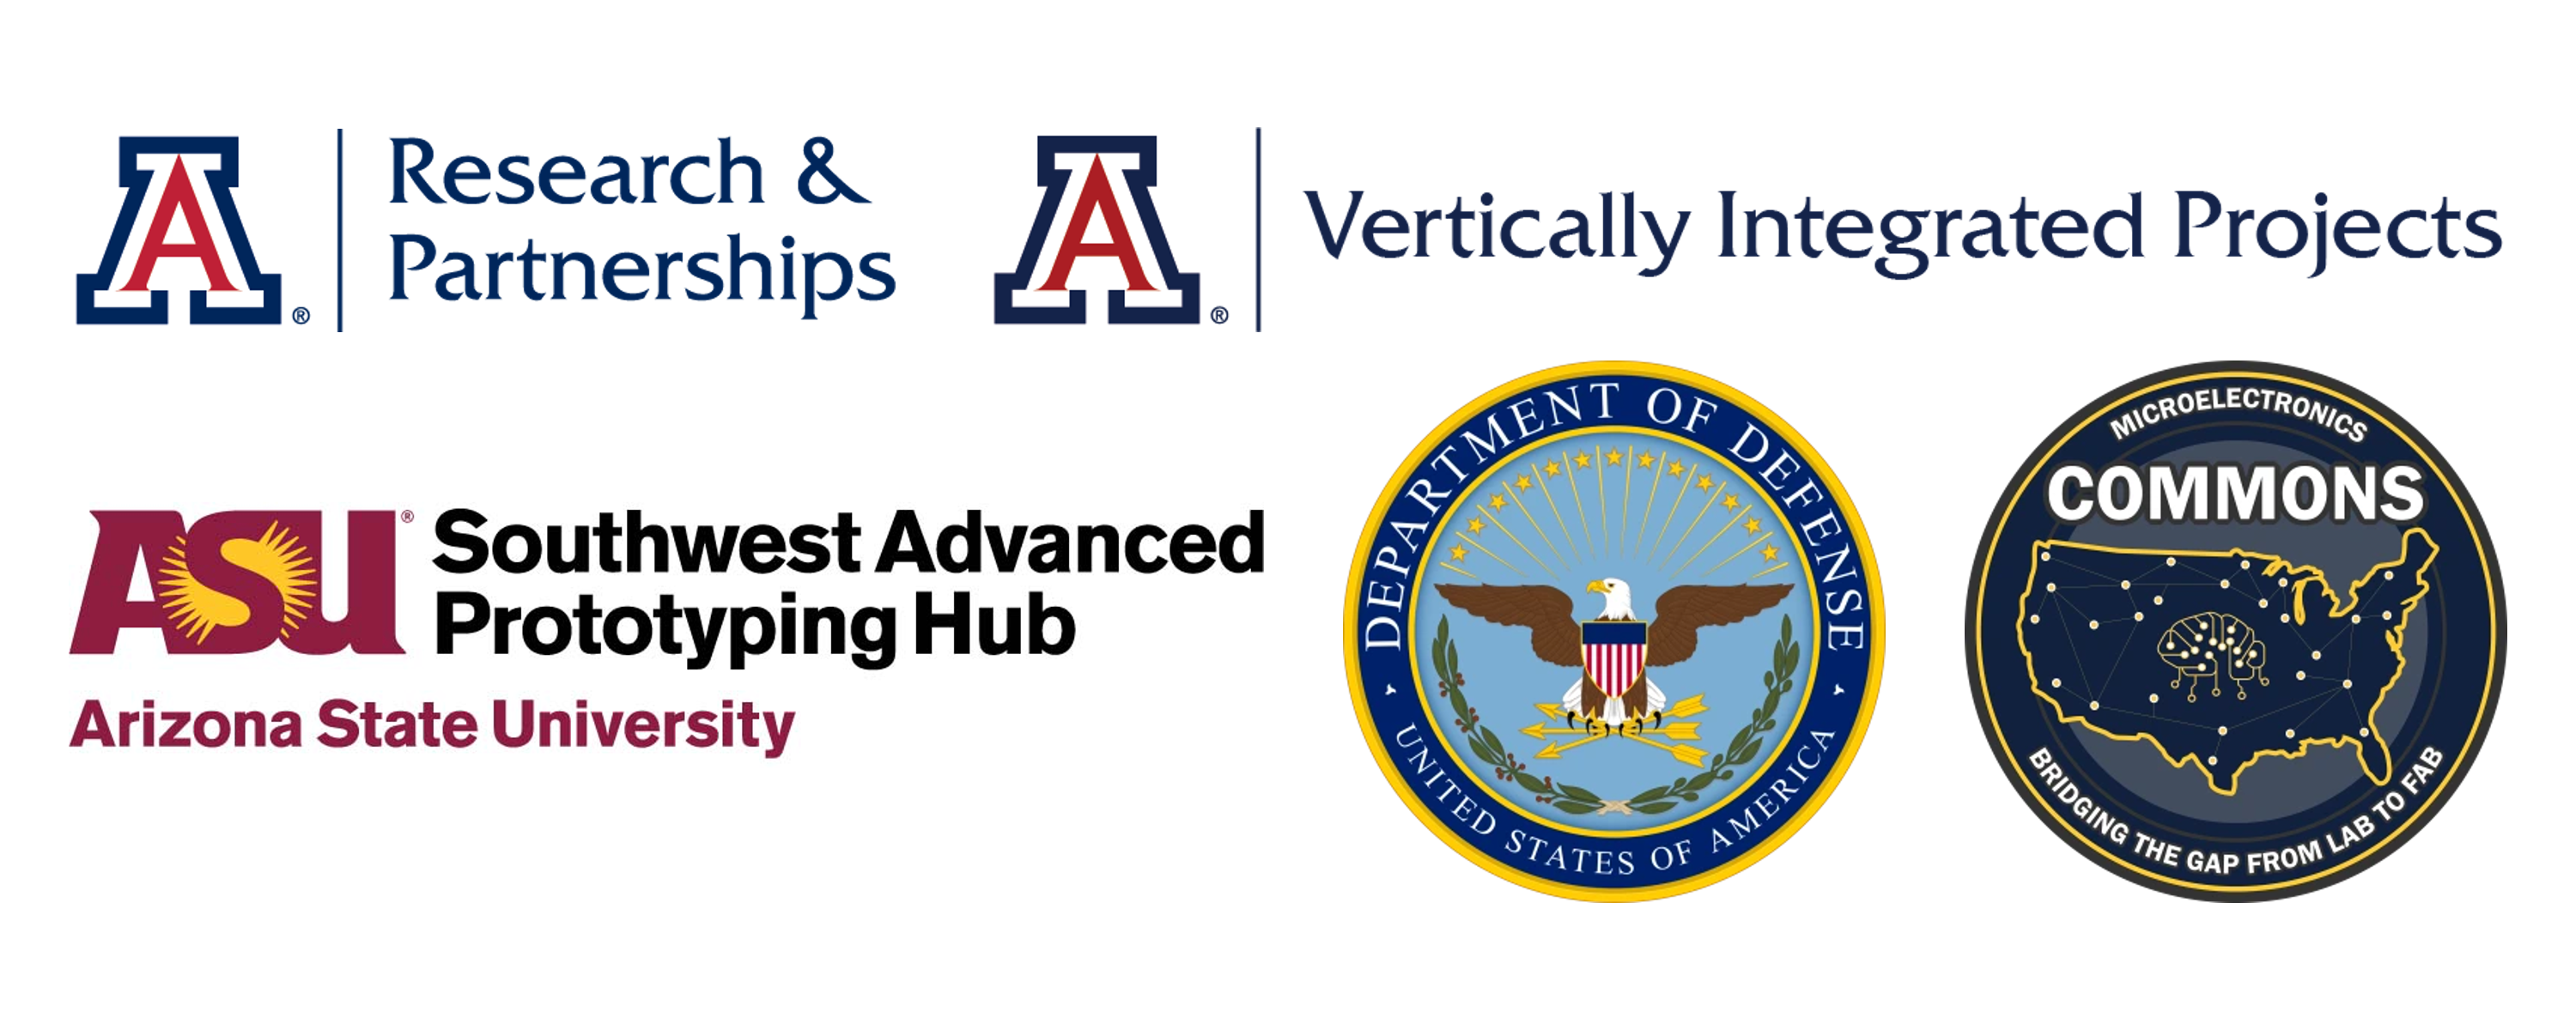 A®
Research &
Partnerships
A®
Vertically Integrated Projects
ASU®
Southwest Advanced
Prototyping Hub
Arizona State University
DEPARTMENT OF DEFENSE
UNITED STATES OF AMERICA
MICROELECTRONICS
COMMONS
BRIDGING THE GAP FROM LAB TO FAB